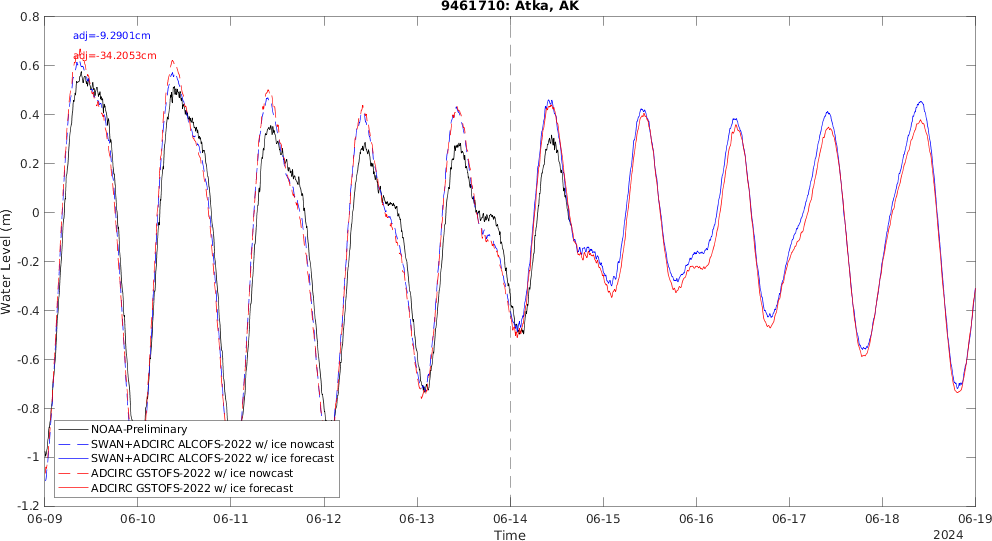 9461710: Atka, AK
adj=-9.2901cm
adj=-34.2053cm
0.8
0.6
0.4
0.2
0
-0.2
-0.4
-0.6
-0.8
-1
-1.2
Water Level (m)
NOAA-Preliminary
SWAN+ADCIRC ALCOFS-2022 w/ ice nowcast
SWAN+ADCIRC ALCOFS-2022 w/ ice forecast
ADCIRC GSTOFS-2022 w/ ice nowcast
ADCIRC GSTOFS-2022 w/ ice forecast
06-09 06-10 06-11 06-12 06-13 06-14 06-15 06-16 06-17 06-18 06-19
Time
2024